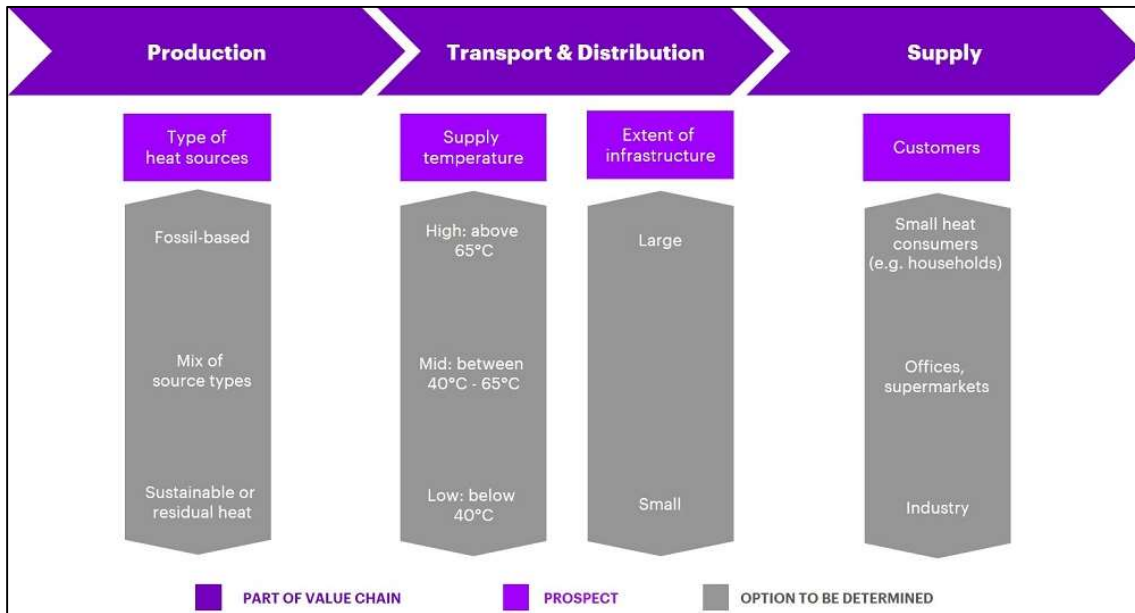 Production
Transport & Distribution
Supply
Type of
heat sources
Supply
temperature
Extent of
infrastructure
Customers
Fossil-based
High: above
65°C
Large
Small heat
consumers
(e.g. households)
Mix of
source types
Mid: between
40°C - 65°C
Offices,
supermarkets
Sustainable or
residual heat
Low: below
40°C
Small
Industry
PART OF VALUE CHAIN
PROSPECT
OPTION TO BE DETERMINED